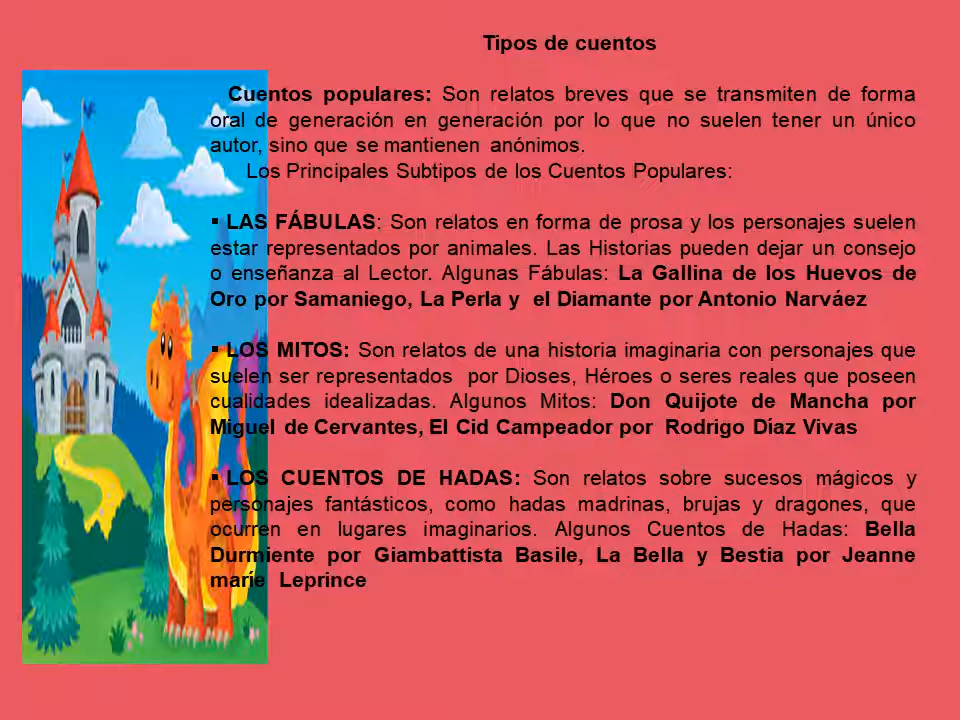 Tipos de cuentos
Cuentos populares: Son relatos breves que se transmiten de forma
oral de generación en generación por lo que no suelen tener un único
autor, sino que se mantienen anónimos.
Los Principales Subtipos de los Cuentos Populares:
▪ LAS FÁBULAS: Son relatos en forma de prosa y los personajes suelen
estar representados por animales. Las Historias pueden dejar un consejo
o enseñanza al Lector. Algunas Fábulas: La Gallina de los Huevos de
Oro por Samaniego, La Perla y el Diamante por Antonio Narváez
▪ LOS MITOS: Son relatos de una historia imaginaria con personajes que
suelen ser representados por Dioses, Héroes o seres reales que poseen
cualidades idealizadas. Algunos Mitos: Don Quijote de Mancha por
Miguel de Cervantes, El Cid Campeador por Rodrigo Díaz Vivas
▪ LOS CUENTOS DE HADAS: Son relatos sobre sucesos mágicos y
personajes fantásticos, como hadas madrinas, brujas y dragones, que
ocurren en lugares imaginarios. Algunos Cuentos de Hadas: Bella
Durmiente por Giambattista Basile, La Bella y Bestia por Jeanne
maríe Leprince